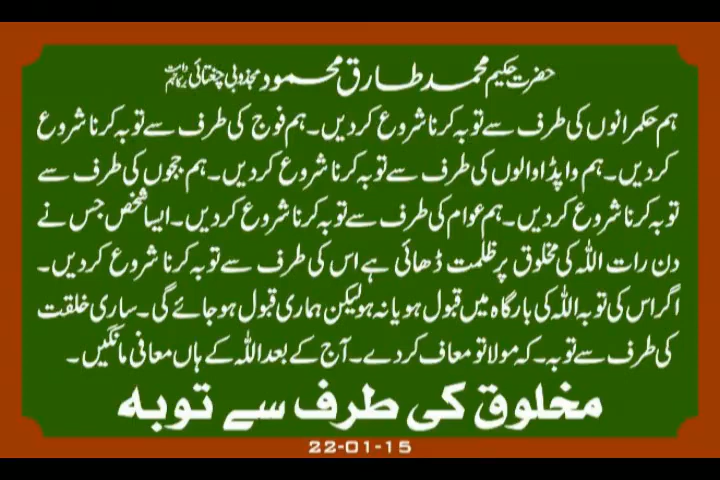 حضرت حکیم محمد طارق محمود مجذوبی چغتائی دامت برکاتہم
ہم حکمرانوں کی طرف سے توبہ کرنا شروع کردیں۔ ہم فوج کی طرف سے توبہ کرنا شروع
کردیں۔ ہم واپڈا والوں کی طرف سے توبہ کرنا شروع کردیں۔ ہم ججوں کی طرف سے
توبہ کرنا شروع کردیں۔ ہم عوام کی طرف سے توبہ کرنا شروع کردیں۔ ایسا شخص جس نے
دن رات اللہ کی مخلوق پر ظلمت ڈھائی ہے اس کی طرف سے توبہ کرنا شروع کردیں۔
اگر اس کی توبہ اللہ کی بارگاہ میں قبول ہو یا نہ ہو لیکن ہماری قبول ہو جائے گی۔ ساری خلقت
کی طرف سے توبہ۔ کہ مولا تو معاف کردے۔ آج کے بعد اللہ کے ہاں معافی مانگیں۔
مخلوق کی طرف سے توبہ
22-01-15